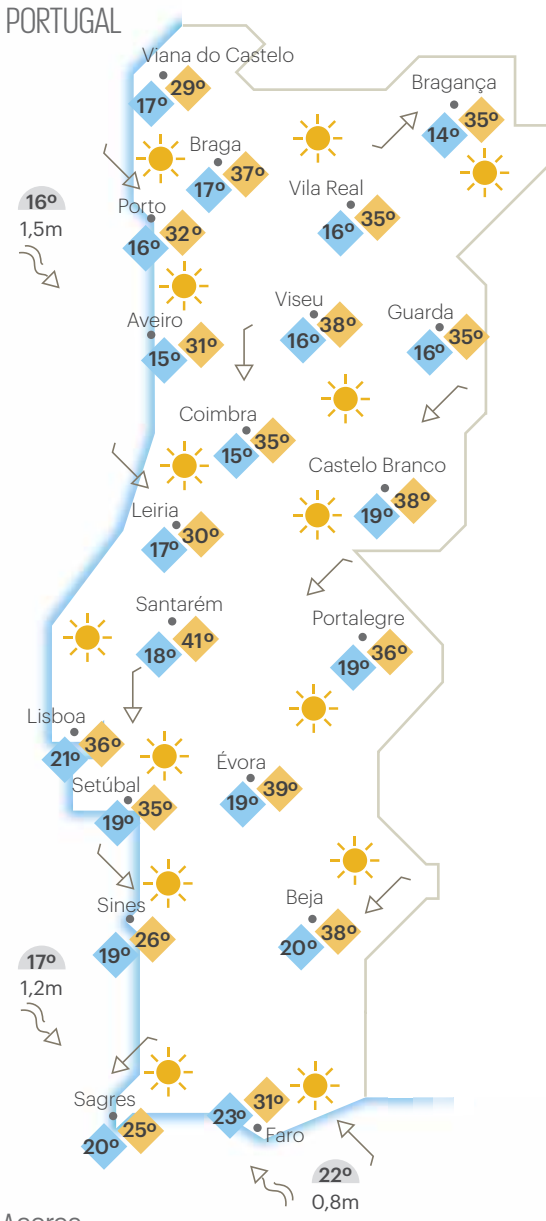 PORTUGAL
Viana do Castelo
17º 29º
Bragança
14º 35º
Braga
17º 37º
Vila Real
16º 35º
16º
1,5m
Porto
16º 32º
Viseu
16º 38º
Guarda
16º 35º
Aveiro
15º 31º
Coimbra
15º 35º
Castelo Branco
19º 38º
Leiria
17º 30º
Santarém
18º 41º
Portalegre
19º 36º
Lisboa
21º 36º
Évora
19º 39º
Setúbal
19º 35º
Sines
19º 26º
Beja
20º 38º
17º
1,2m
Sagres
20º 25º
23º 31º
Faro
22º
0,8m
Açores